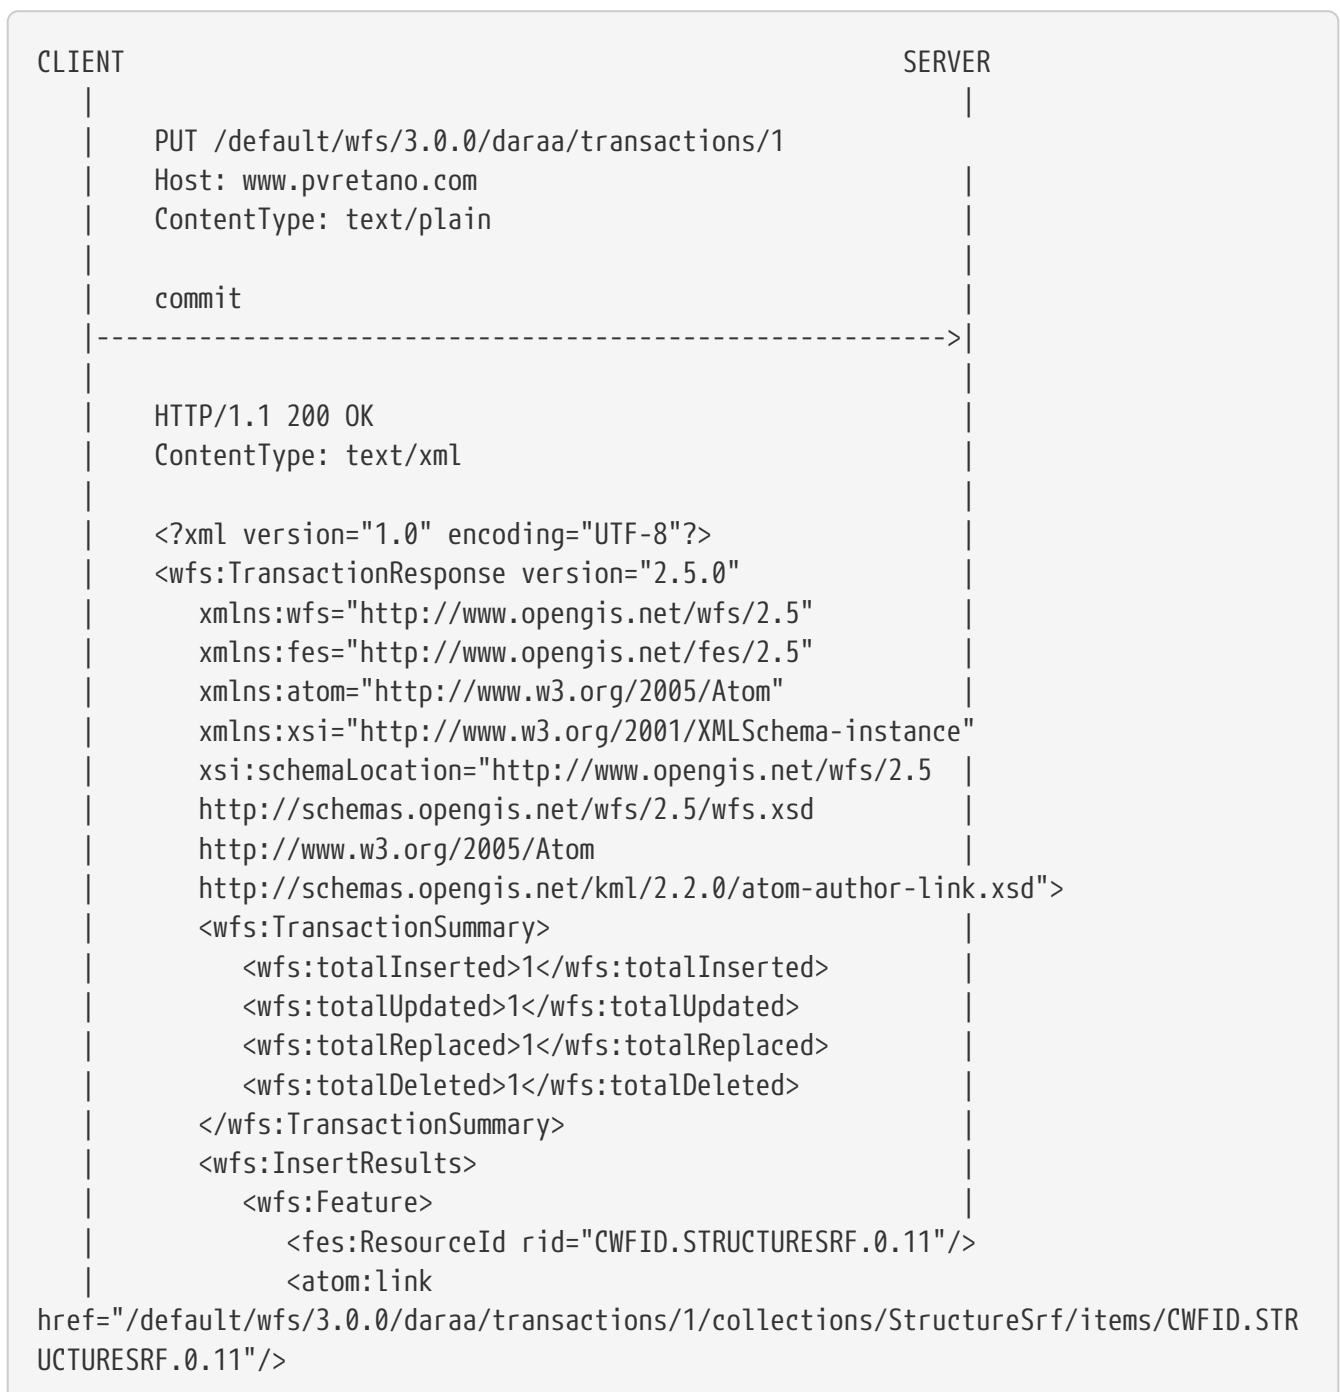 CLIENT                                                     SERVER
   |                                                           |
   |    PUT /default/wfs/3.0.0/daraa/transactions/1
   |    Host: www.pvretano.com                                 |
   |    ContentType: text/plain                                |
   |                                                           |
   |    commit                                                 |
   |---------------------------------------------------------->|
   |                                                           |
   |    HTTP/1.1 200 OK                                        |
   |    ContentType: text/xml                                  |
   |                                                           |
   |    <?xml version="1.0" encoding="UTF-8"?>                 |
   |    <wfs:TransactionResponse version="2.5.0"               |
   |       xmlns:wfs="http://www.opengis.net/wfs/2.5"          |
   |       xmlns:fes="http://www.opengis.net/fes/2.5"          |
   |       xmlns:atom="http://www.w3.org/2005/Atom"            |
   |       xmlns:xsi="http://www.w3.org/2001/XMLSchema-instance"
   |       xsi:schemaLocation="http://www.opengis.net/wfs/2.5  |
   |       http://schemas.opengis.net/wfs/2.5/wfs.xsd          |
   |       http://www.w3.org/2005/Atom                         |
   |       http://schemas.opengis.net/kml/2.2.0/atom-author-link.xsd">
   |       <wfs:TransactionSummary>                            |
   |          <wfs:totalInserted>1</wfs:totalInserted>         |
   |          <wfs:totalUpdated>1</wfs:totalUpdated>           |
   |          <wfs:totalReplaced>1</wfs:totalReplaced>         |
   |          <wfs:totalDeleted>1</wfs:totalDeleted>           |
   |       </wfs:TransactionSummary>                           |
   |       <wfs:InsertResults>                                 |
   |          <wfs:Feature>                                    |
   |             <fes:ResourceId rid="CWFID.STRUCTURESRF.0.11"/>
   |             <atom:link
href="/default/wfs/3.0.0/daraa/transactions/1/collections/StructureSrf/items/CWFID.STR
UCTURESRF.0.11"/>